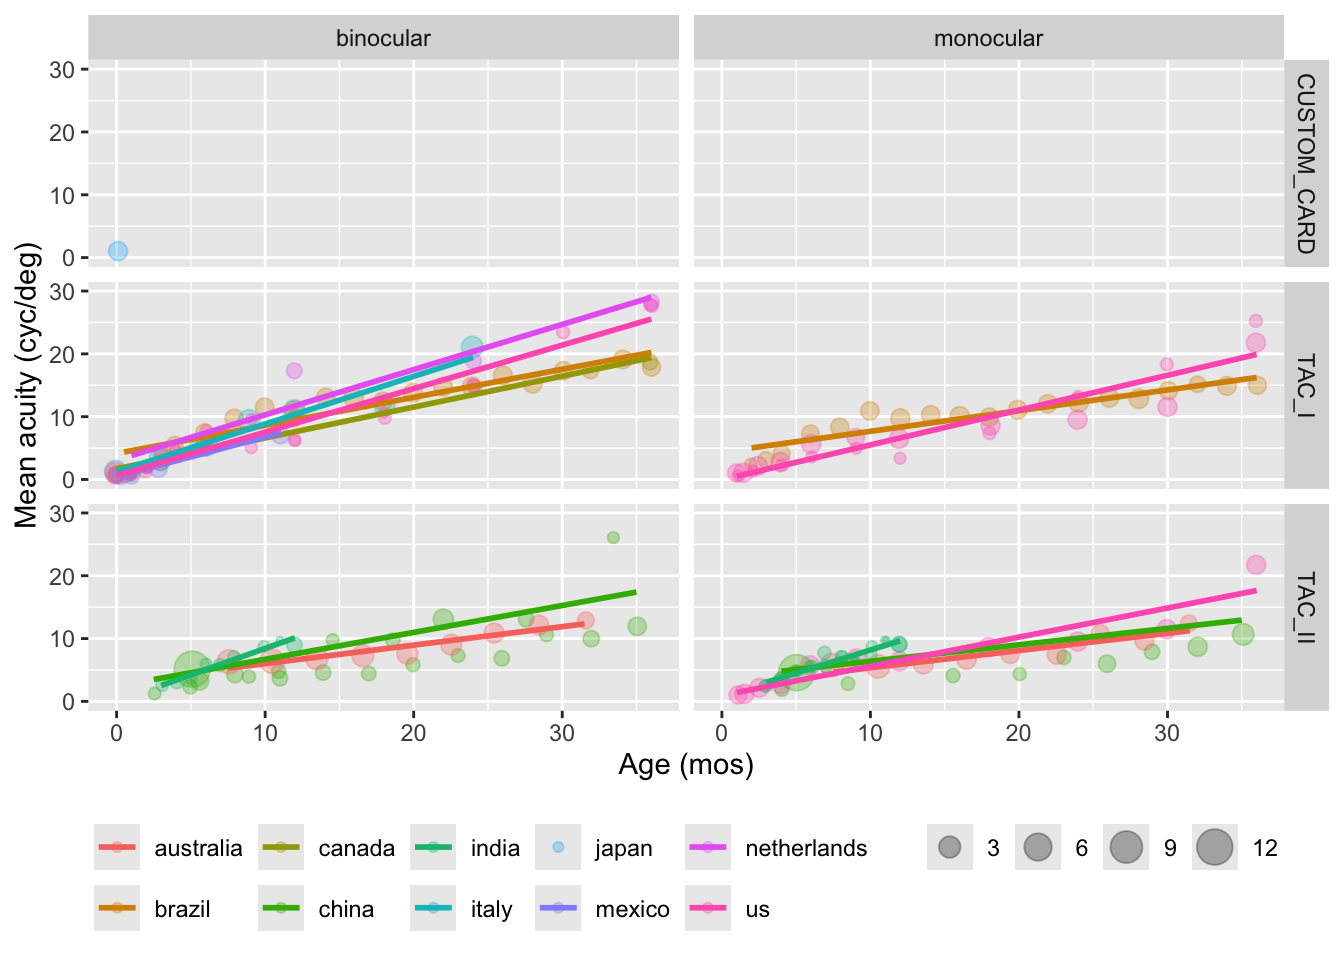 binocular
monocular
30
20
10
0
CUSTOM_CARD
30
20
10
0
TAC_I
30
20
10
0
TAC_II
Mean acuity (cyc/deg)
0 10 20 30
0 10 20 30
Age (mos)
australia canada india japan netherlands 3 6 9 12
brazil china italy mexico us